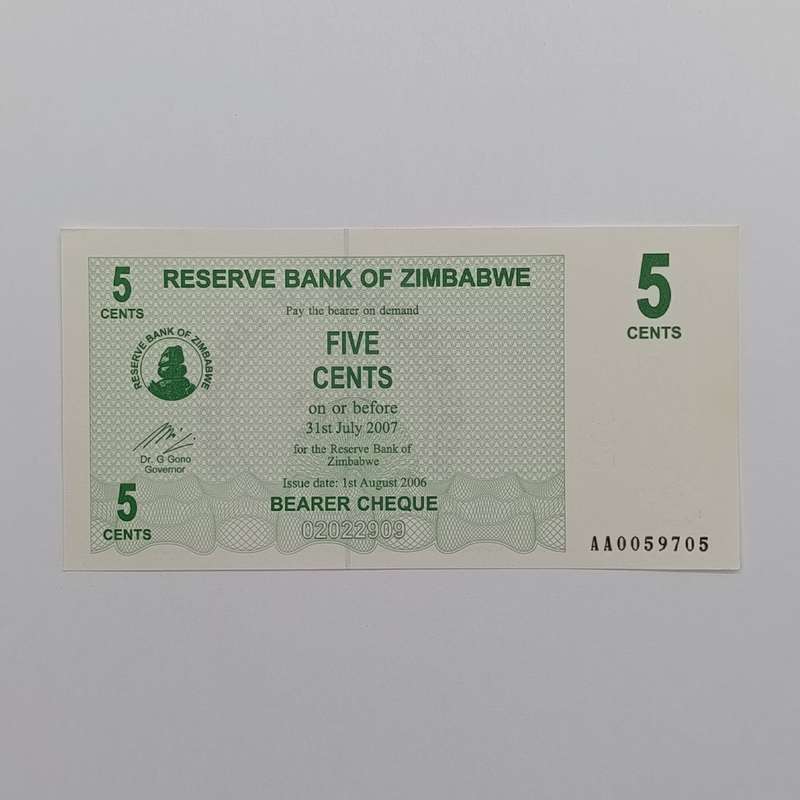 5
CENTS
RESERVE BANK OF ZIMBABWE
5
CENTS
Pay the bearer on demand
FIVE
CENTS
RESERVE BANK OF ZIMBABWE
on or before
31st July 2007
for the Reserve Bank of
Zimbabwe
Dr. G Gono
Governor
Issue date: 1st August 2006
5
CENTS
BEARER CHEQUE
02022909
AA0059705